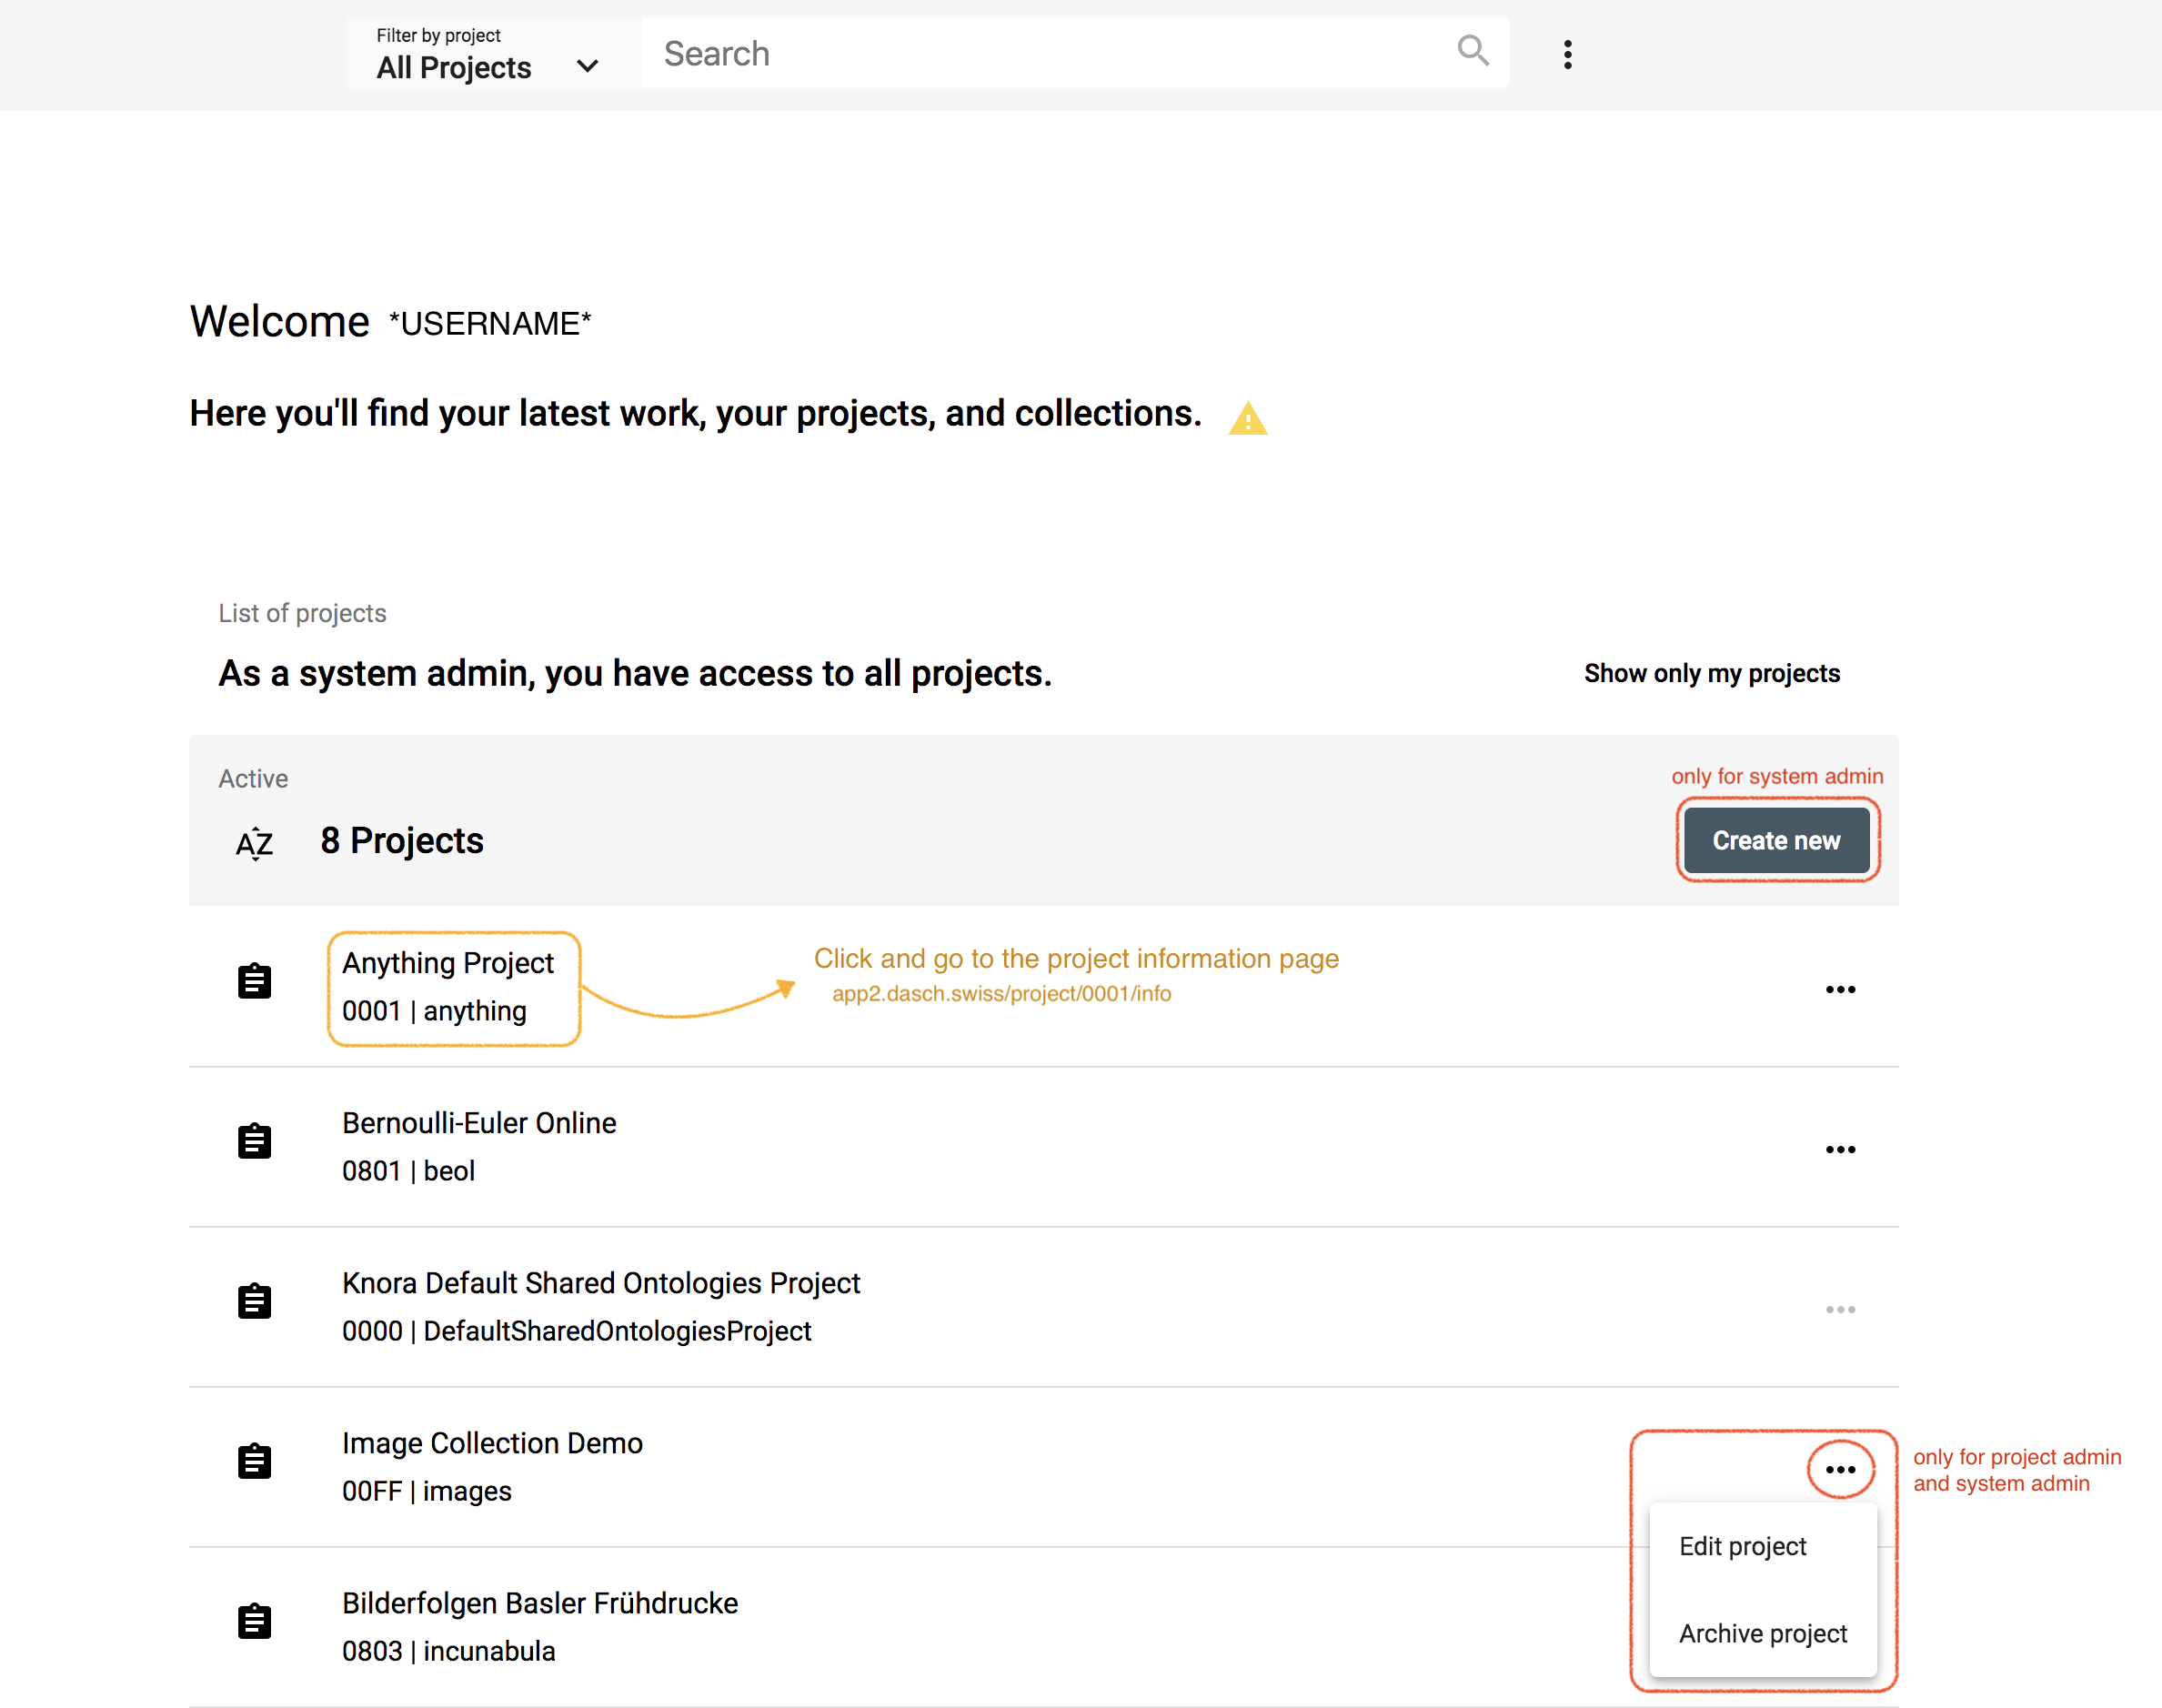 Filter by project
All Projects
Search
Welcome *USERNAME*
Here you'll find your latest work, your projects, and collections.
List of projects
As a system admin, you have access to all projects.
Show only my projects
Active
only for system admin
AZ
8 Projects
Create new
Anything Project
0001 | anything
Click and go to the project information page
app2.dasch.swiss/project/0001/info
Bernoulli-Euler Online
0801 | beol
Knora Default Shared Ontologies Project
0000 | DefaultSharedOntologiesProject
Image Collection Demo
00FF | images
only for project admin
and system admin
Edit project
Archive project
Bilderfolgen Basler Frühdrucke
0803 | incunabula